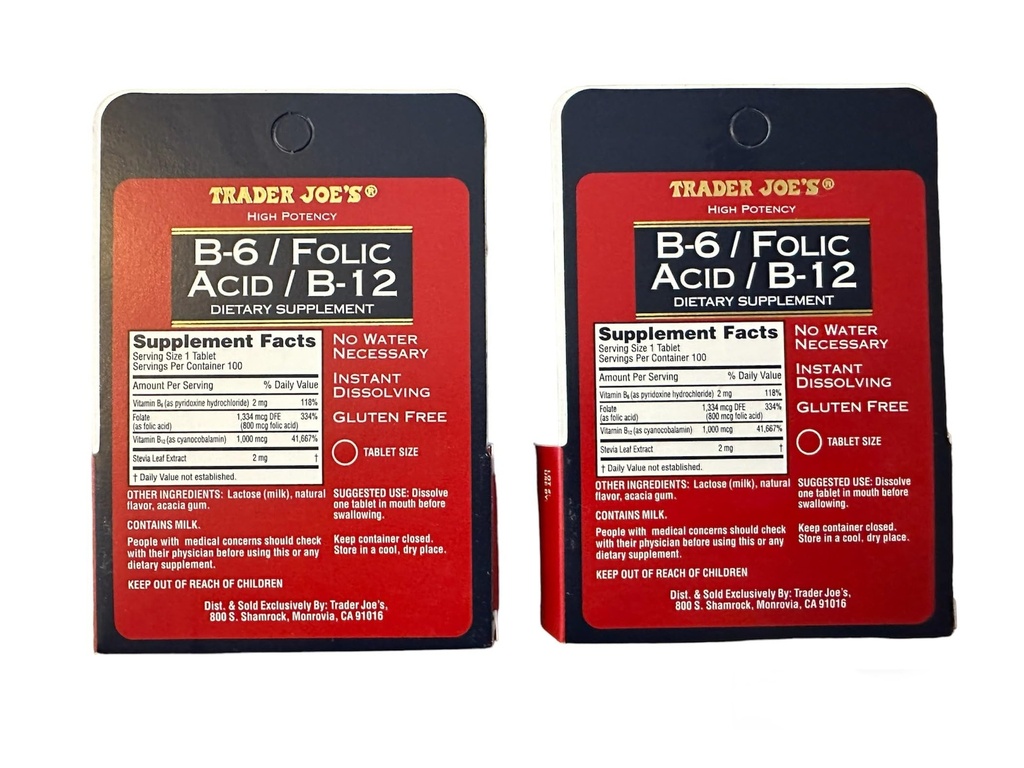 TRADER JOE'S®
HIGH POTENCY
B-6 / FOLIC
ACID / B-12
DIETARY SUPPLEMENT
Supplement Facts
Serving Size 1 Tablet
Servings Per Container 100
Amount Per Serving % Daily Value
Vitamin B₆ (as pyridoxine hydrochloride) 2 mg 118%
Folate 1,334 mcg DFE 334%
(as folic acid) (800 mcg folic acid)
Vitamin B₁₂ (as cyanocobalamin) 1,000 mcg 41,667%
Stevia Leaf Extract 2 mg †
† Daily Value not established.
NO WATER
NECESSARY
INSTANT
DISSOLVING
GLUTEN FREE
TABLET SIZE
OTHER INGREDIENTS: Lactose (milk), natural
flavor, acacia gum.
CONTAINS MILK.
People with medical concerns should check
with their physician before using this or any
dietary supplement.
KEEP OUT OF REACH OF CHILDREN
SUGGESTED USE: Dissolve
one tablet in mouth before
swallowing.
Keep container closed.
Store in a cool, dry place.
Dist. & Sold Exclusively By: Trader Joe's,
800 S. Shamrock, Monrovia, CA 91016
TRADER JOE'S®
HIGH POTENCY
B-6 / FOLIC
ACID / B-12
DIETARY SUPPLEMENT
Supplement Facts
Serving Size 1 Tablet
Servings Per Container 100
Amount Per Serving % Daily Value
Vitamin B₆ (as pyridoxine hydrochloride) 2 mg 118%
Folate 1,334 mcg DFE 334%
(as folic acid) (800 mcg folic acid)
Vitamin B₁₂ (as cyanocobalamin) 1,000 mcg 41,667%
Stevia Leaf Extract 2 mg †
† Daily Value not established.
NO WATER
NECESSARY
INSTANT
DISSOLVING
GLUTEN FREE
TABLET SIZE
OTHER INGREDIENTS: Lactose (milk), natural
flavor, acacia gum.
CONTAINS MILK.
People with medical concerns should check
with their physician before using this or any
dietary supplement.
KEEP OUT OF REACH OF CHILDREN
SUGGESTED USE: Dissolve
one tablet in mouth before
swallowing.
Keep container closed.
Store in a cool, dry place.
Dist. & Sold Exclusively By: Trader Joe's,
800 S. Shamrock, Monrovia, CA 91016